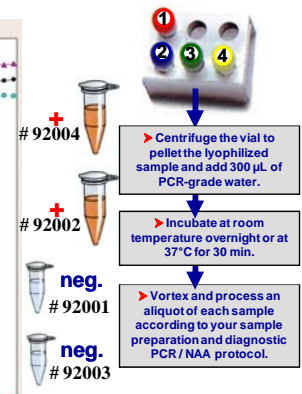 1
2
3
4
+
# 92004
+
# 92002
neg.
# 92001
neg.
# 92003
➤ Centrifuge the vial to
pellet the lyophilized
sample and add 300 µL of
PCR-grade water.
➤ Incubate at room
temperature overnight or at
37°C for 30 min.
➤ Vortex and process an
aliquot of each sample
according to your sample
preparation and diagnostic
PCR / NAA protocol.